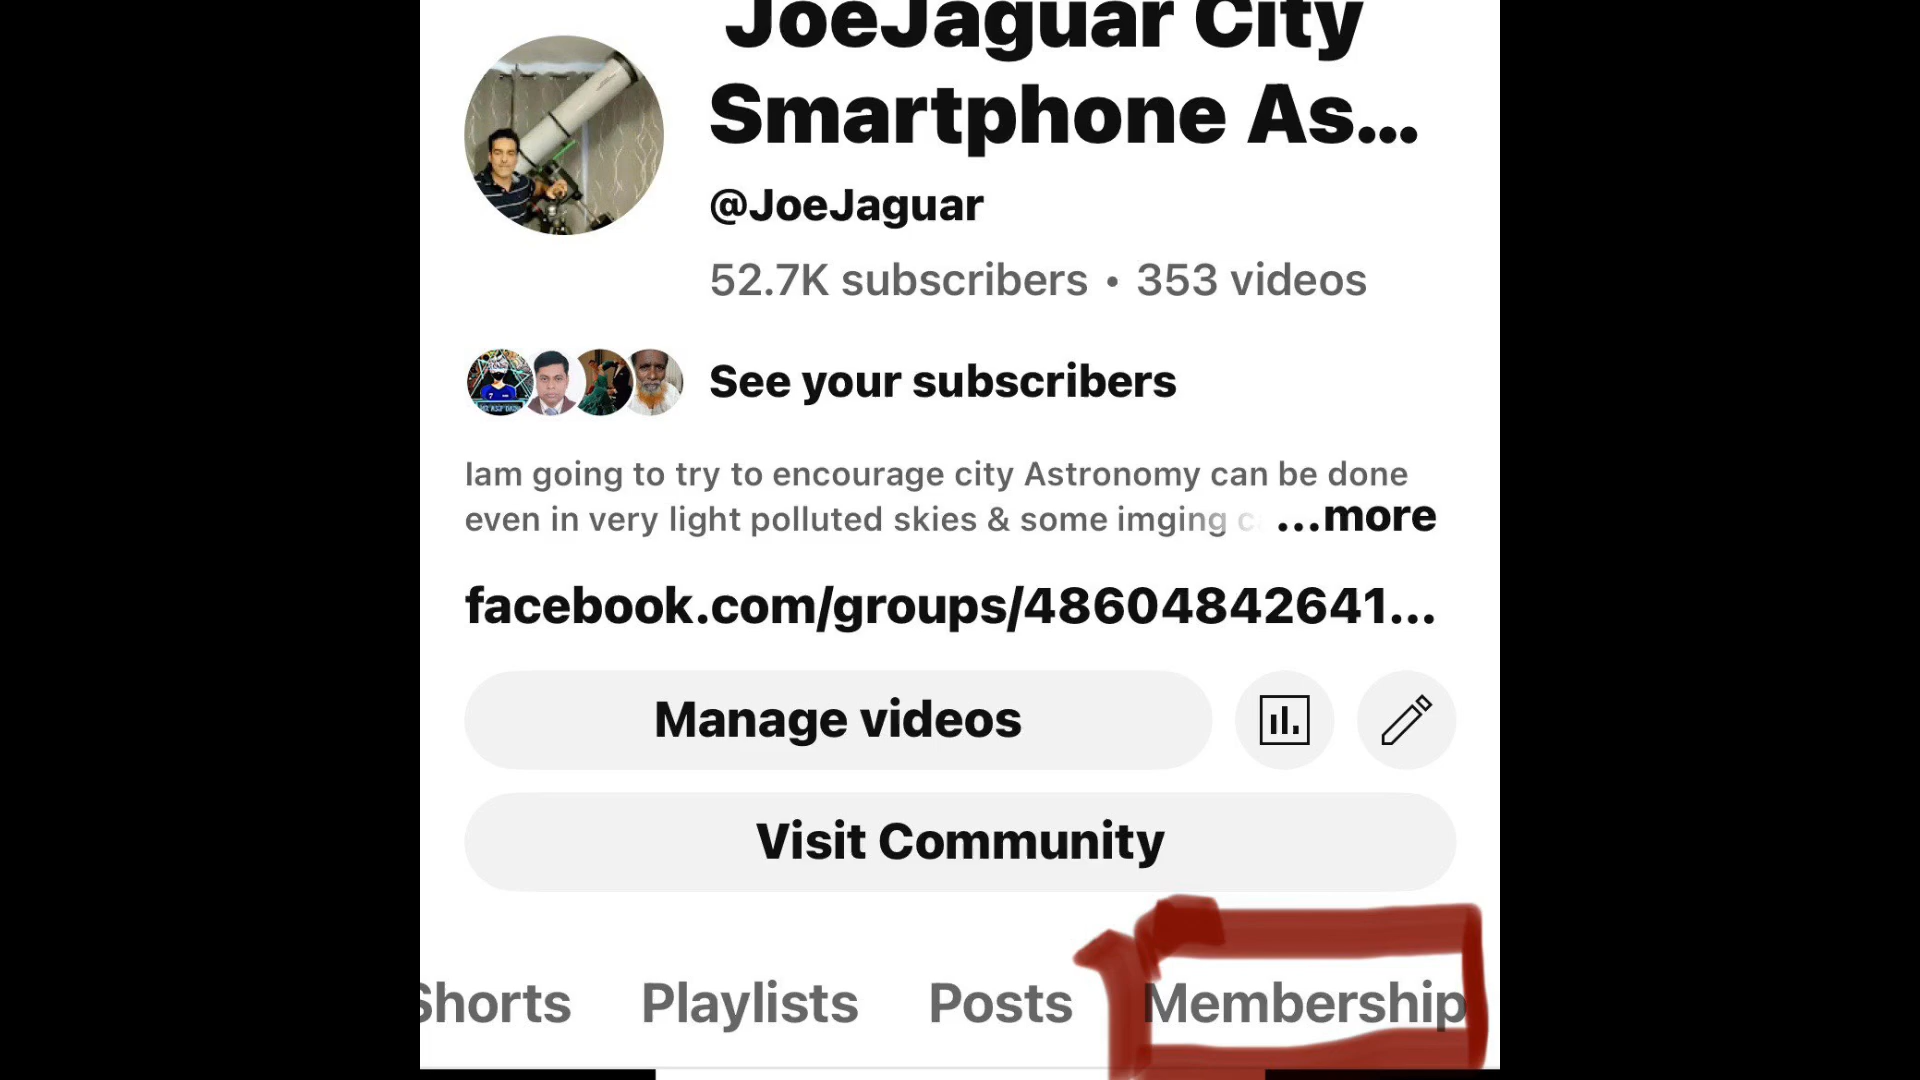 JoeJaguar City
Smartphone As...
@JoeJaguar
52.7K subscribers • 353 videos
See your subscribers
Iam going to try to encourage city Astronomy can be done
even in very light polluted skies & some imging ...more
facebook.com/groups/48604842641...
Manage videos
Visit Community
Shorts Playlists Posts Membership